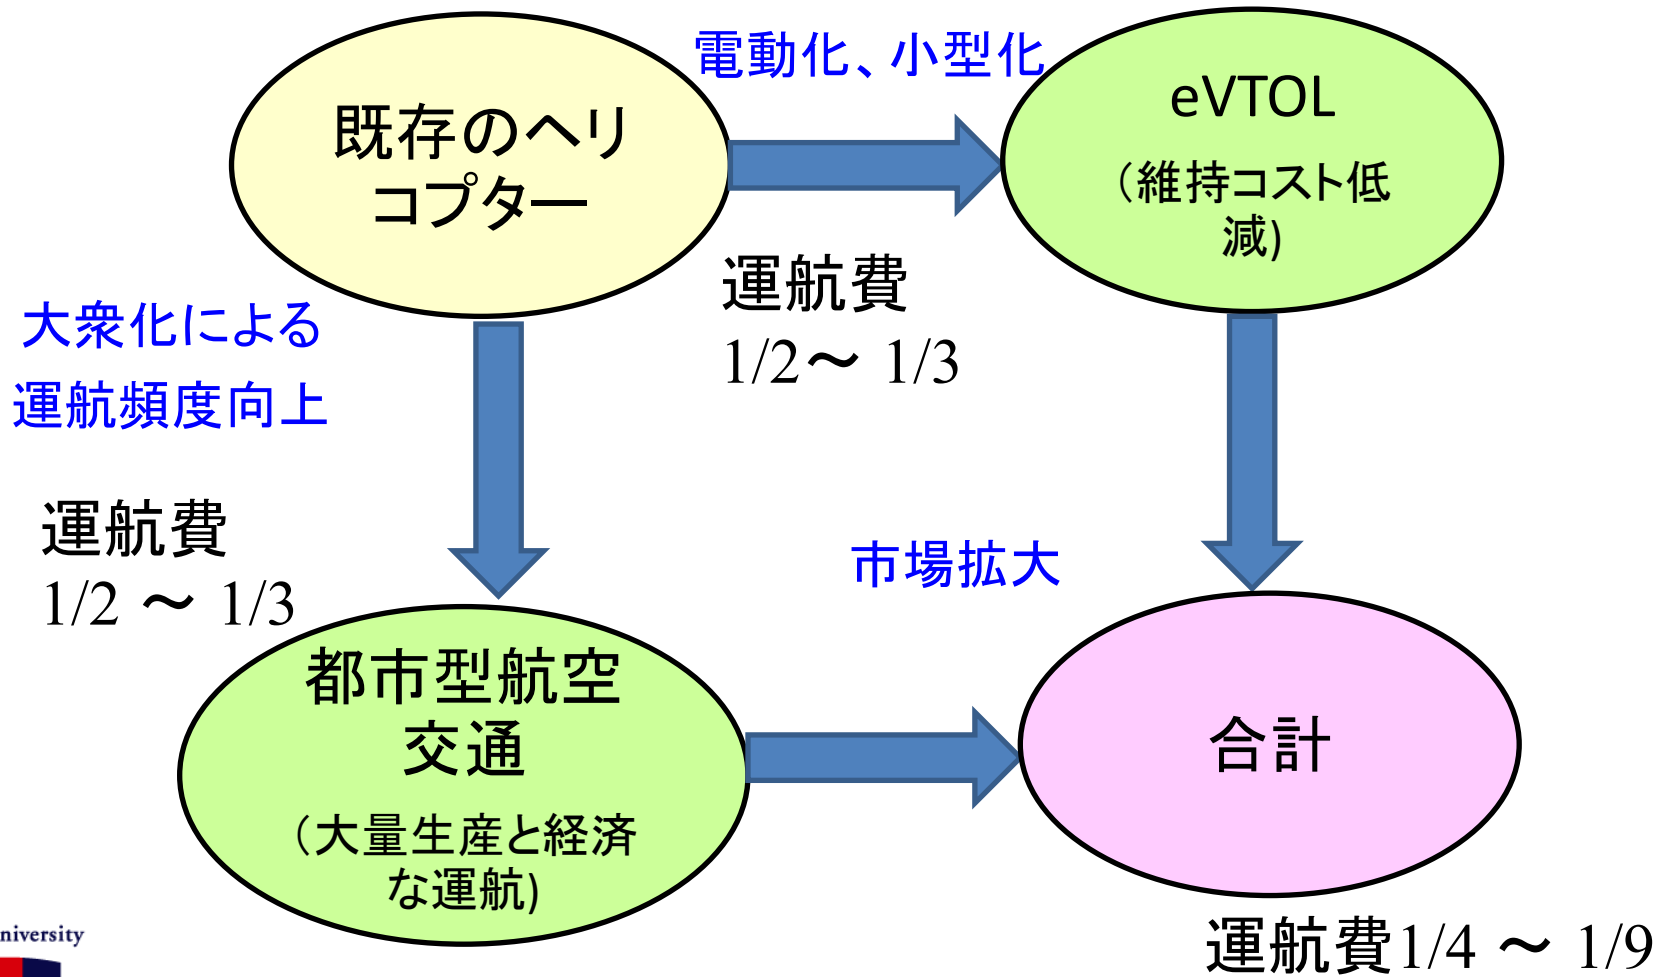 電動化、小型化
既存のヘリ
コプター
eVTOL
（維持コスト低
減)
運航費
1/2～ 1/3
大衆化による
運航頻度向上
運航費
1/2 ～ 1/3
市場拡大
都市型航空
交通
（大量生産と経済
な運航)
合計
運航費1/4 ～ 1/9
niversity